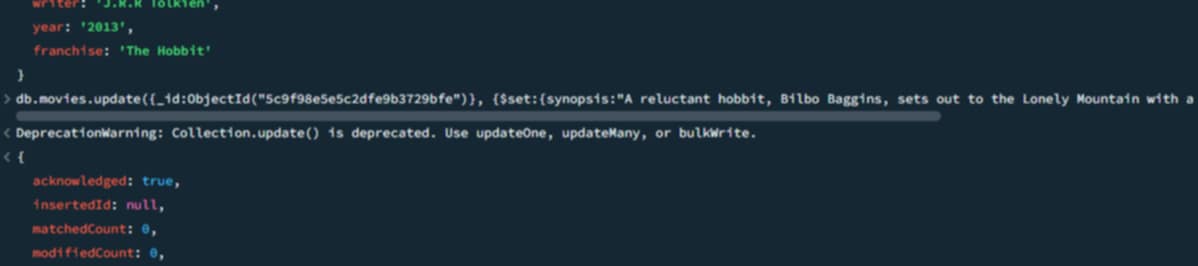 writer: 'J.R.R Tolkien',
year: '2013',
franchise: 'The Hobbit'
}
> db.movies.update({_id:ObjectId("5c9f98e5e5c2dfe9b3729bfe")}, {$set:{synopsis:"A reluctant hobbit, Bilbo Baggins, sets out to the Lonely Mountain with a
< DeprecationWarning: Collection.update() is deprecated. Use updateOne, updateMany, or bulkWrite.
< {
acknowledged: true,
insertedId: null,
matchedCount: 0,
modifiedCount: 0,